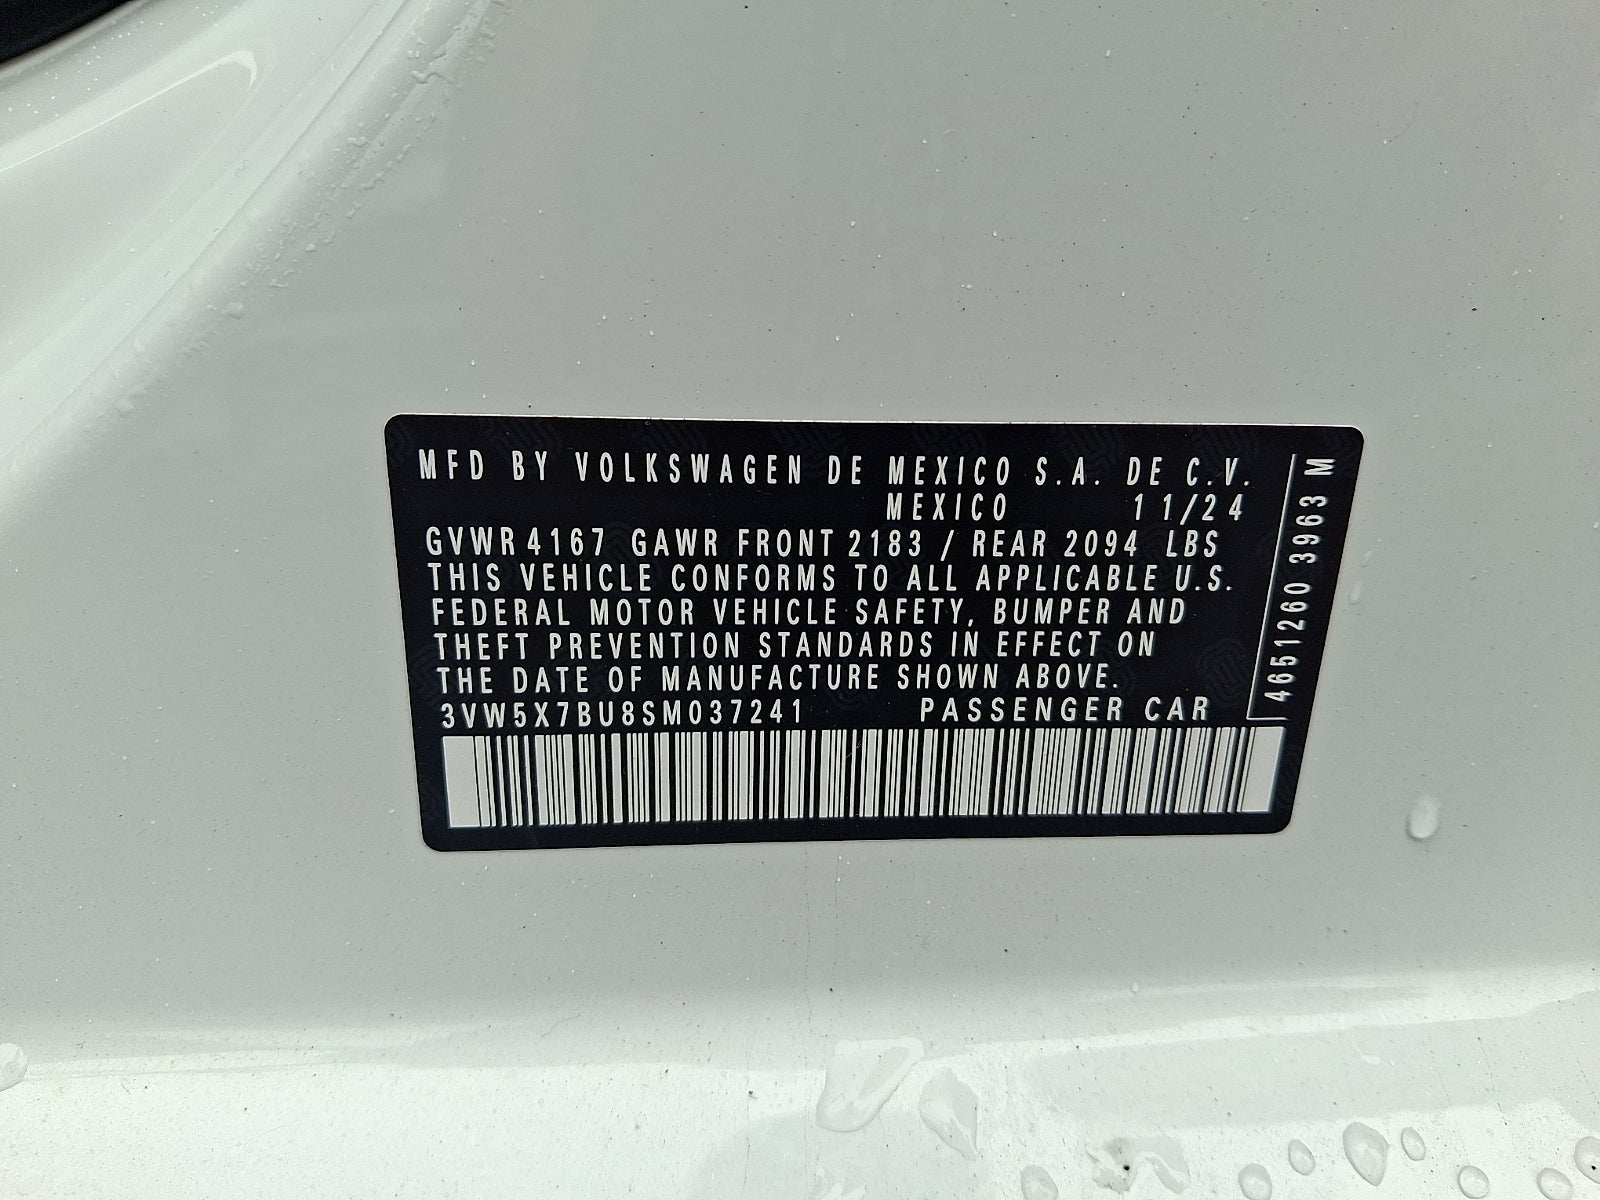 MFD BY VOLKSWAGEN DE MEXICO S.A. DE C.V.
MEXICO 11/24
GVWR 4167 GAWR FRONT 2183 / REAR 2094 LBS
THIS VEHICLE CONFORMS TO ALL APPLICABLE U.S.
FEDERAL MOTOR VEHICLE SAFETY, BUMPER AND
THEFT PREVENTION STANDARDS IN EFFECT ON
THE DATE OF MANUFACTURE SHOWN ABOVE.
3VW5X7BU8SM037241 PASSENGER CAR
4651260 3963 M